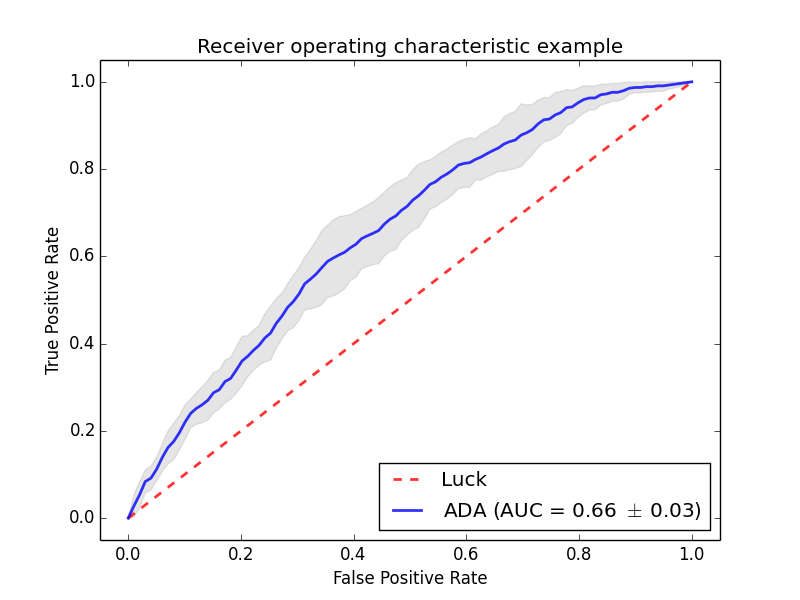 Receiver operating characteristic example
True Positive Rate
1.0
0.8
0.6
0.4
0.2
0.0
Luck
ADA (AUC = 0.66 ± 0.03)
0.0 0.2 0.4 0.6 0.8 1.0
False Positive Rate